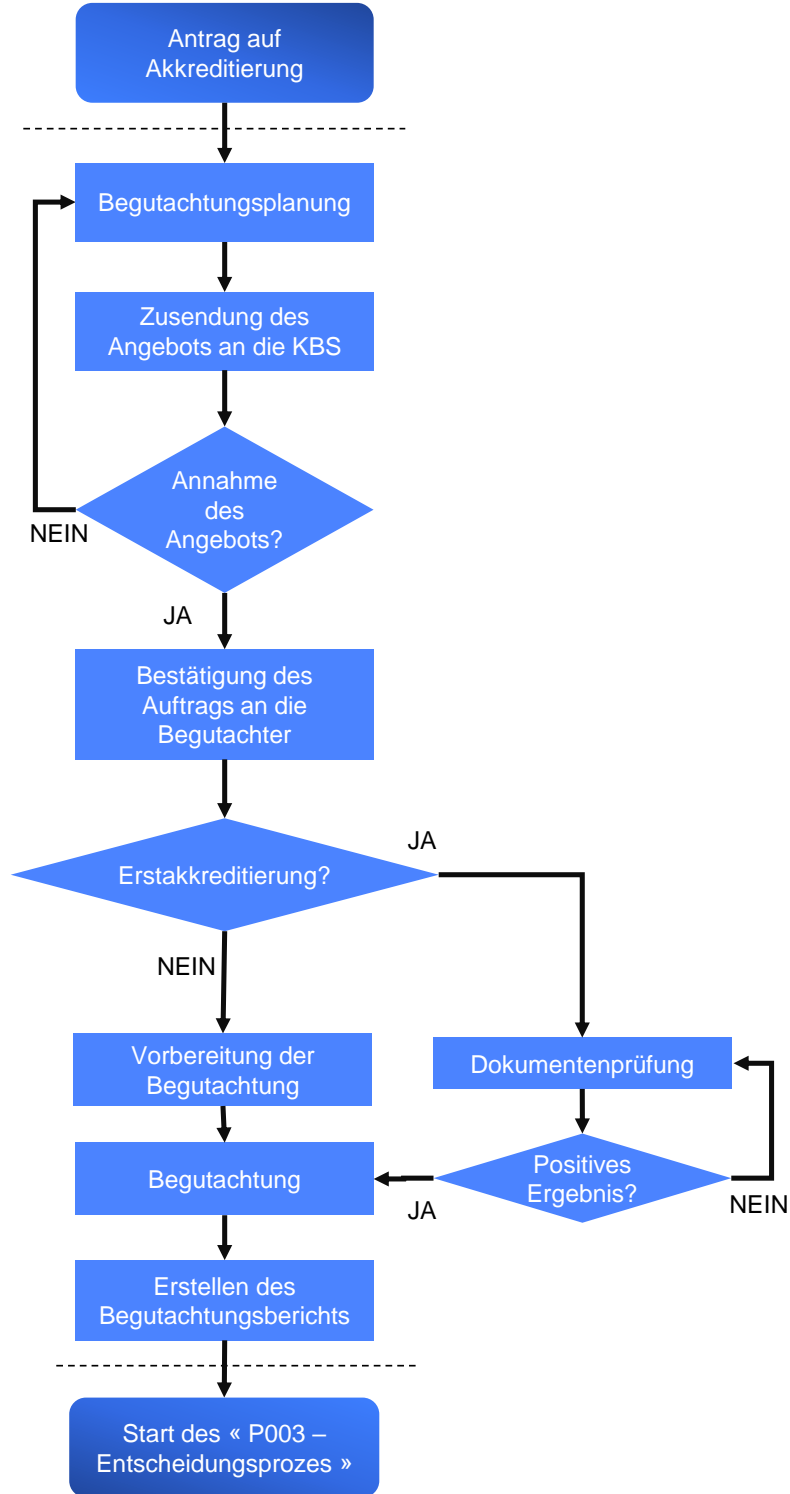 Antrag auf
Akkreditierung
Begutachtungsplanung
Zusendung des
Angebots an die KBS
Annahme
des
Angebots?
NEIN
JA
Bestätigung des
Auftrags an die
Begutachter
JA
Erstakkreditierung?
NEIN
Vorbereitung der
Begutachtung
Dokumentenprüfung
Begutachtung
Positives
Ergebnis?
JA
NEIN
Erstellen des
Begutachtungsberichts
Start des « P003 –
Entscheidungsprozes »